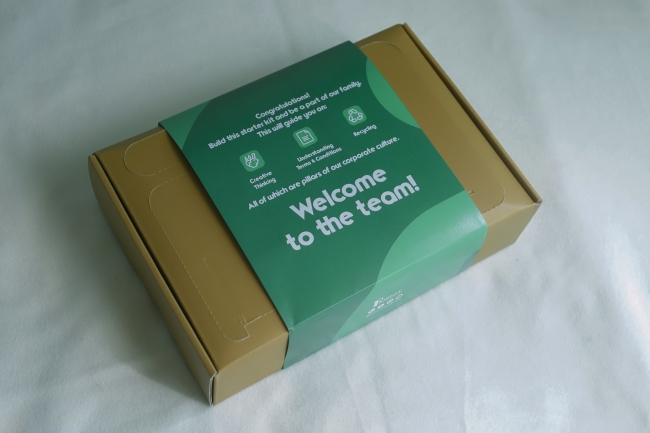 Congratulations!
Build this starter kit and be a part of our family.
This will guide you on:
Creative
Thinking
Understanding
Terms & Conditions
Recycling
All of which are pillars of our corporate culture.
Welcome
to the team!